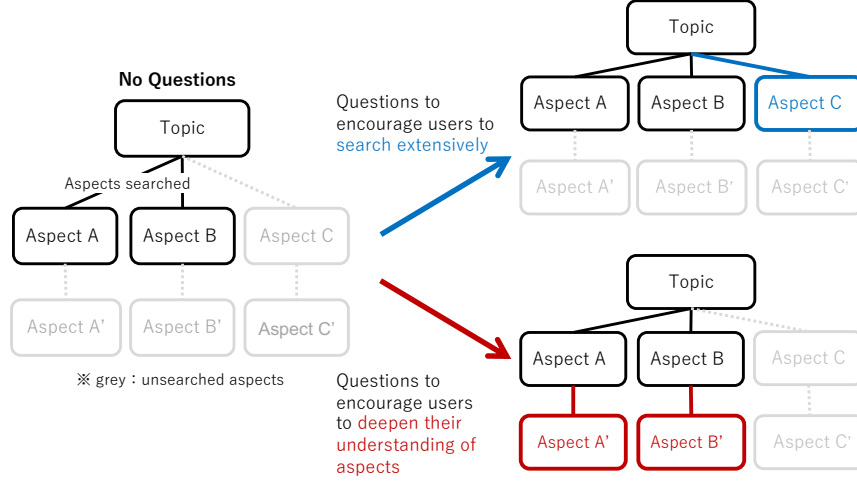 No Questions
Topic
Aspects searched
Aspect A
Aspect B
Aspect C
Aspect A'
Aspect B'
Aspect C'
※ grey：unsearched aspects
Questions to
encourage users to
search extensively
Topic
Aspect A
Aspect B
Aspect C
Aspect A'
Aspect B'
Aspect C'
Questions to
encourage users
to deepen their
understanding of
aspects
Topic
Aspect A
Aspect B
Aspect C
Aspect A'
Aspect B'
Aspect C'